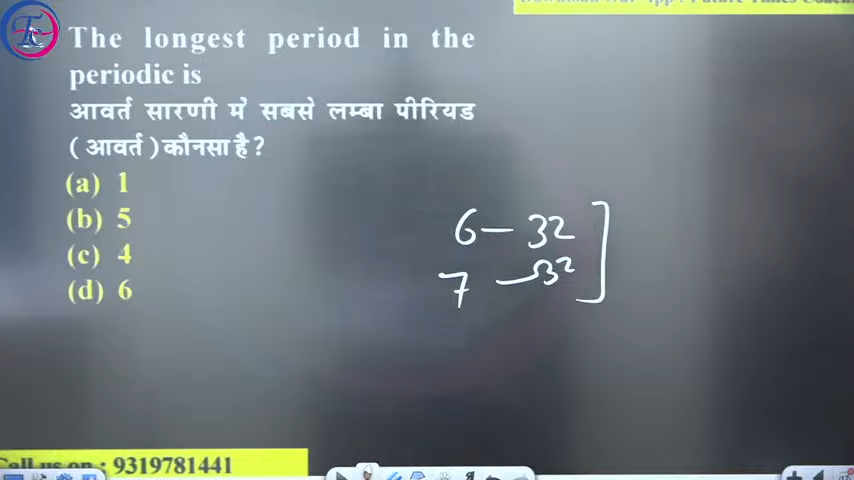 The longest period in the
periodic is
आवर्त सारणी में सबसे लम्बा पीरियड
( आवर्त ) कौनसा है ?
(a) 1
(b) 5
(c) 4
(d) 6
6 – 32
7 – 32
Call us on : 9319781441